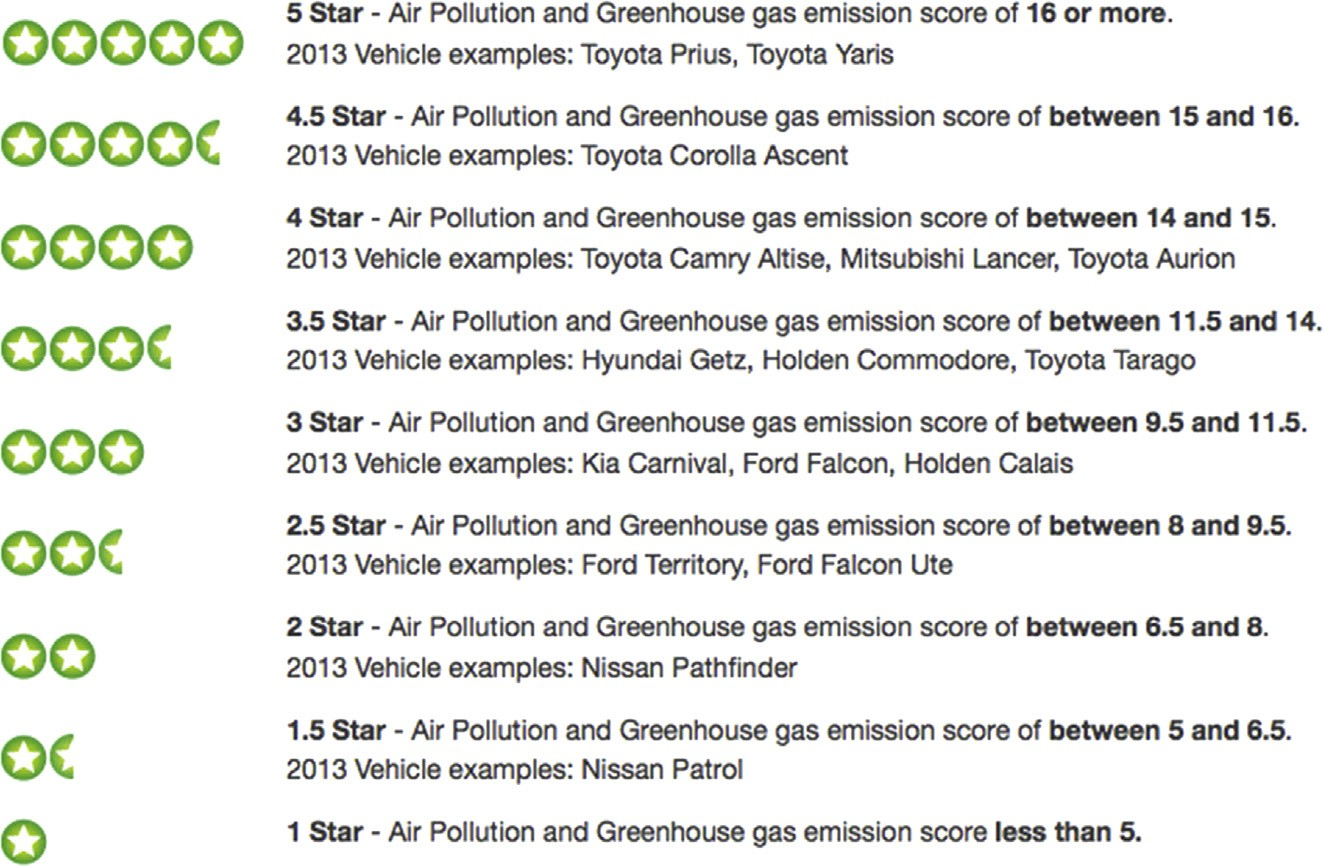 5 Star - Air Pollution and Greenhouse gas emission score of 16 or more.
2013 Vehicle examples: Toyota Prius, Toyota Yaris
4.5 Star - Air Pollution and Greenhouse gas emission score of between 15 and 16.
2013 Vehicle examples: Toyota Corolla Ascent
4 Star - Air Pollution and Greenhouse gas emission score of between 14 and 15.
2013 Vehicle examples: Toyota Camry Altise, Mitsubishi Lancer, Toyota Aurion
3.5 Star - Air Pollution and Greenhouse gas emission score of between 11.5 and 14.
2013 Vehicle examples: Hyundai Getz, Holden Commodore, Toyota Tarago
3 Star - Air Pollution and Greenhouse gas emission score of between 9.5 and 11.5.
2013 Vehicle examples: Kia Carnival, Ford Falcon, Holden Calais
2.5 Star - Air Pollution and Greenhouse gas emission score of between 8 and 9.5.
2013 Vehicle examples: Ford Territory, Ford Falcon Ute
2 Star - Air Pollution and Greenhouse gas emission score of between 6.5 and 8.
2013 Vehicle examples: Nissan Pathfinder
1.5 Star - Air Pollution and Greenhouse gas emission score of between 5 and 6.5.
2013 Vehicle examples: Nissan Patrol
1 Star - Air Pollution and Greenhouse gas emission score less than 5.